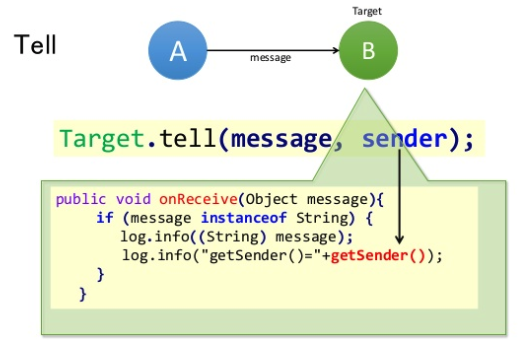 Tell
A
message
Target
B
Target.tell(message, sender);
public void onReceive(Object message){
if (message instanceof String) {
log.info((String) message);
log.info("getSender()="+getSender());
}
}